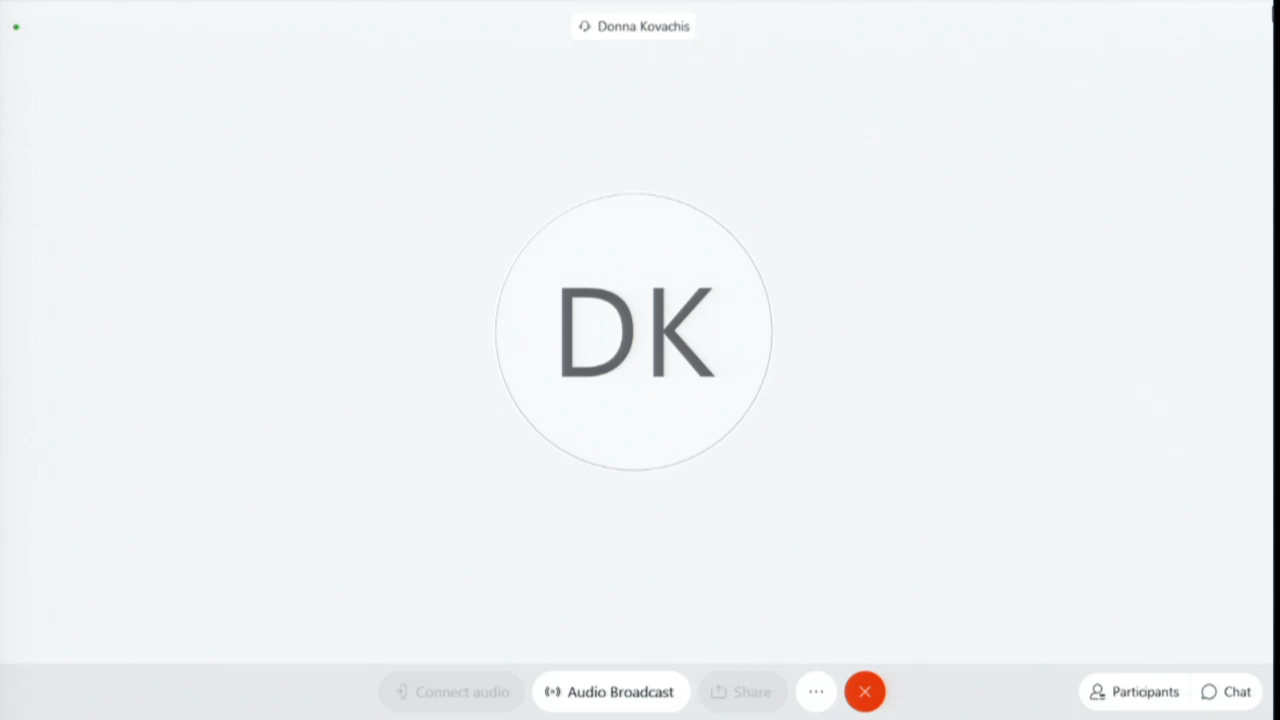 Donna Kovachis
DK
Connect audio
Audio Broadcast
Share
Participants
Chat